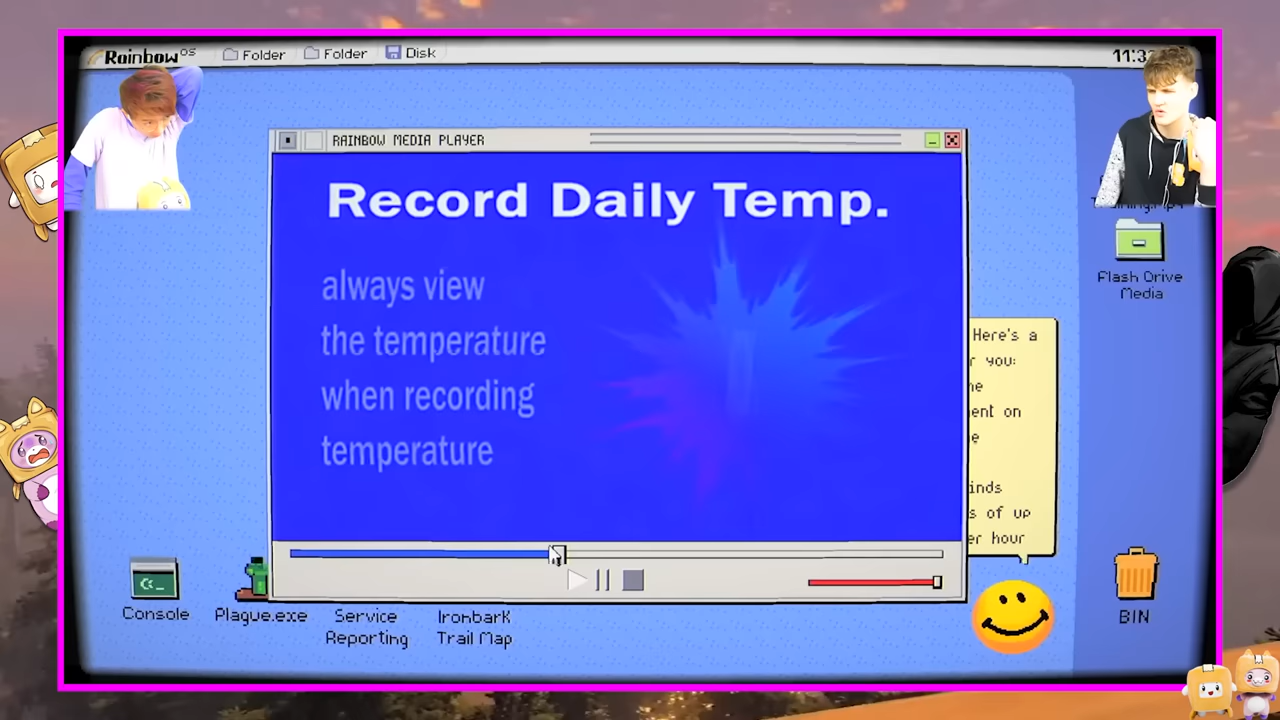 Rainbow OS
Folder
Folder
Disk
RAINBOW MEDIA PLAYER
Record Daily Temp.
always view
the temperature
when recording
temperature
Flash Drive
Media
Here's a
you:
ent on
inds
s of up
er hour
Console
Plague.exe
Service
Reporting
Ironbark
Trail Map
BIN